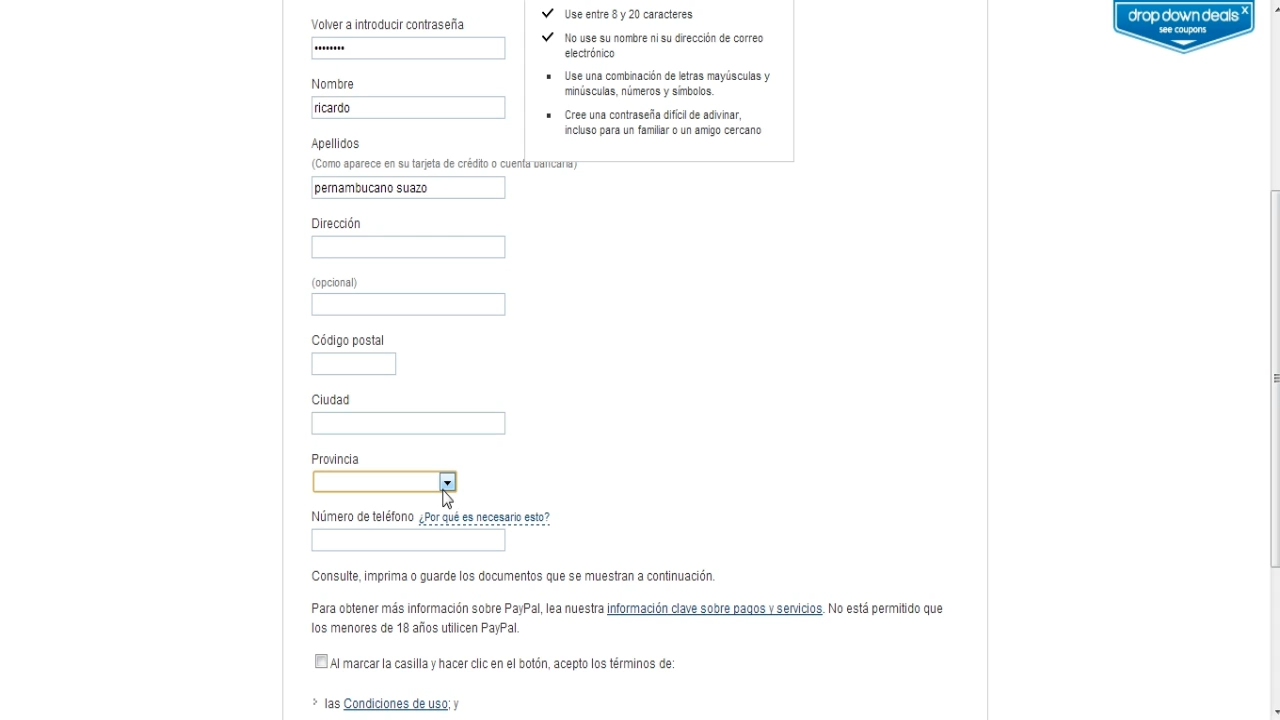 drop down deals x
see coupons
Volver a introducir contraseña
••••••••
Use entre 8 y 20 caracteres
No use su nombre ni su dirección de correo
electrónico
Use una combinación de letras mayúsculas y
minúsculas, números y símbolos.
Cree una contraseña difícil de adivinar,
incluso para un familiar o un amigo cercano
Nombre
ricardo
Apellidos
(Como aparece en su tarjeta de crédito o cuenta bancaria)
pernambucano suazo
Dirección
(opcional)
Código postal
Ciudad
Provincia
Número de teléfono ¿Por qué es necesario esto?
Consulte, imprima o guarde los documentos que se muestran a continuación.
Para obtener más información sobre PayPal, lea nuestra información clave sobre pagos y servicios. No está permitido que
los menores de 18 años utilicen PayPal.
Al marcar la casilla y hacer clic en el botón, acepto los términos de:
las Condiciones de uso; y